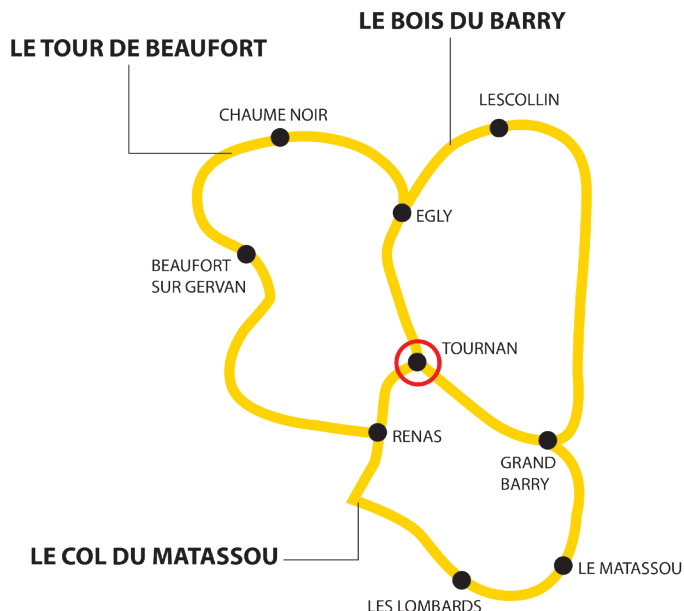 LE BOIS DU BARRY
LE TOUR DE BEAUFORT
LESCOLLIN
CHAUME NOIR
EGLY
BEAUFORT
SUR GERVAN
TOURNAN
RENAS
GRAND
BARRY
LE COL DU MATASSOU
LE MATASSOU
LES LOMBARDS